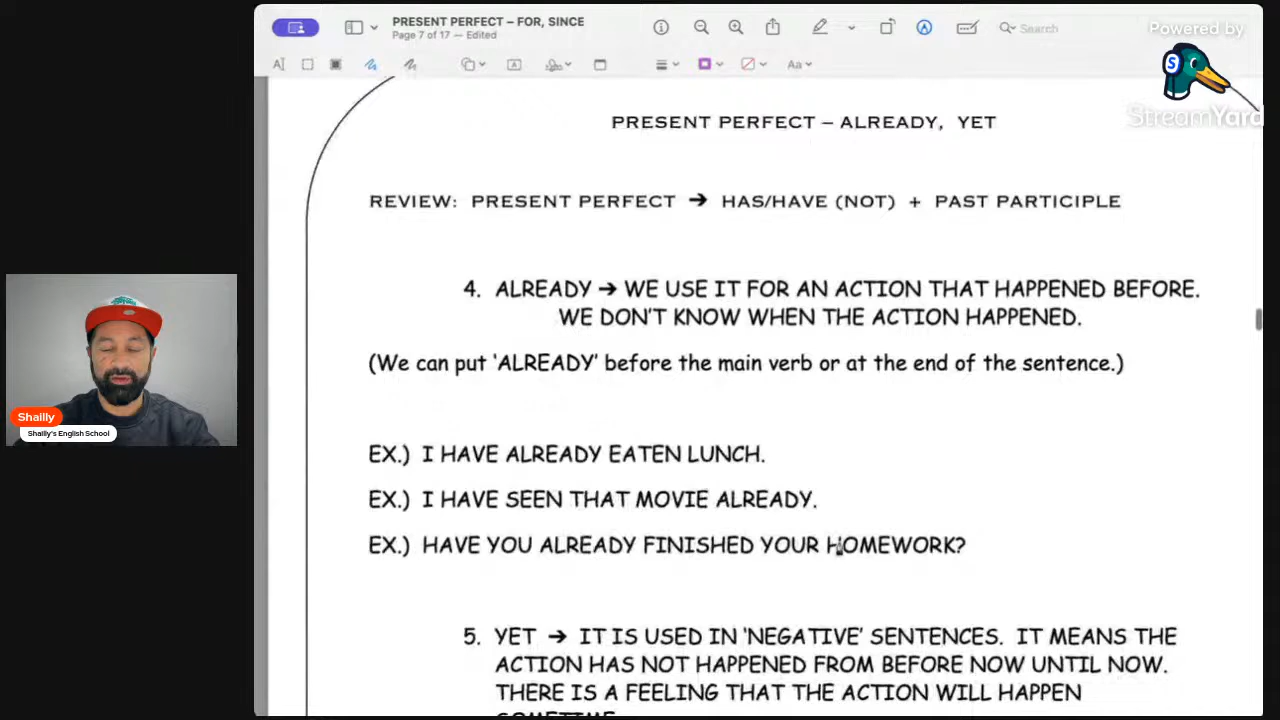 PRESENT PERFECT – FOR, SINCE
Page 7 of 17 — Edited
Search
Powered by
StreamYard
Aa
PRESENT PERFECT – ALREADY, YET
REVIEW: PRESENT PERFECT → HAS/HAVE (NOT) + PAST PARTICIPLE
4. ALREADY → WE USE IT FOR AN ACTION THAT HAPPENED BEFORE.
WE DON'T KNOW WHEN THE ACTION HAPPENED.
(We can put 'ALREADY' before the main verb or at the end of the sentence.)
EX.) I HAVE ALREADY EATEN LUNCH.
EX.) I HAVE SEEN THAT MOVIE ALREADY.
EX.) HAVE YOU ALREADY FINISHED YOUR HOMEWORK?
5. YET → IT IS USED IN 'NEGATIVE' SENTENCES. IT MEANS THE
ACTION HAS NOT HAPPENED FROM BEFORE NOW UNTIL NOW.
THERE IS A FEELING THAT THE ACTION WILL HAPPEN
SOMETIME
Shailly
Shailly's English School